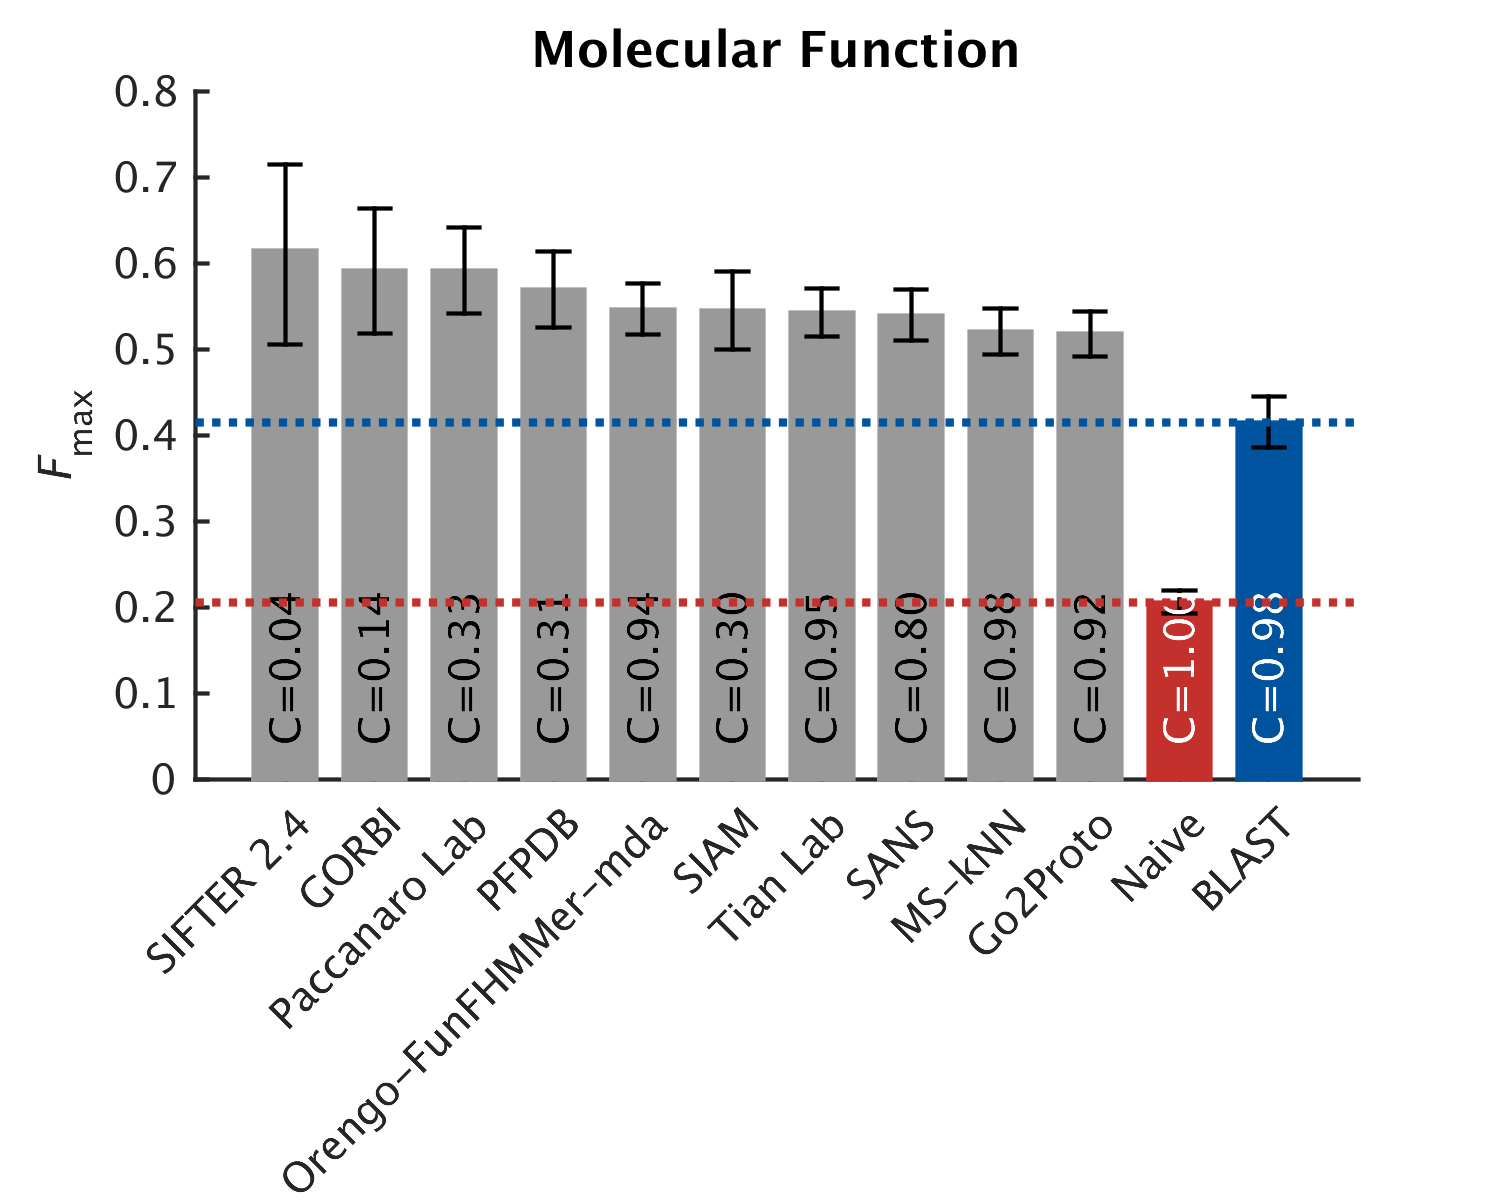 Molecular Function
0.8
0.7
0.6
0.5
0.4
0.3
0.2
0.1
0
Fmax
C=0.04
C=0.14
C=0.33
C=0.31
C=0.94
C=0.30
C=0.95
C=0.80
C=0.98
C=0.92
C=1.00
C=0.98
SIFTER 2.4
GORBI
Paccanaro Lab
PFPDB
Orengo-FunFHMMer-mda
SIAM
Tian Lab
SANS
MS-kNN
Go2Proto
Naive
BLAST